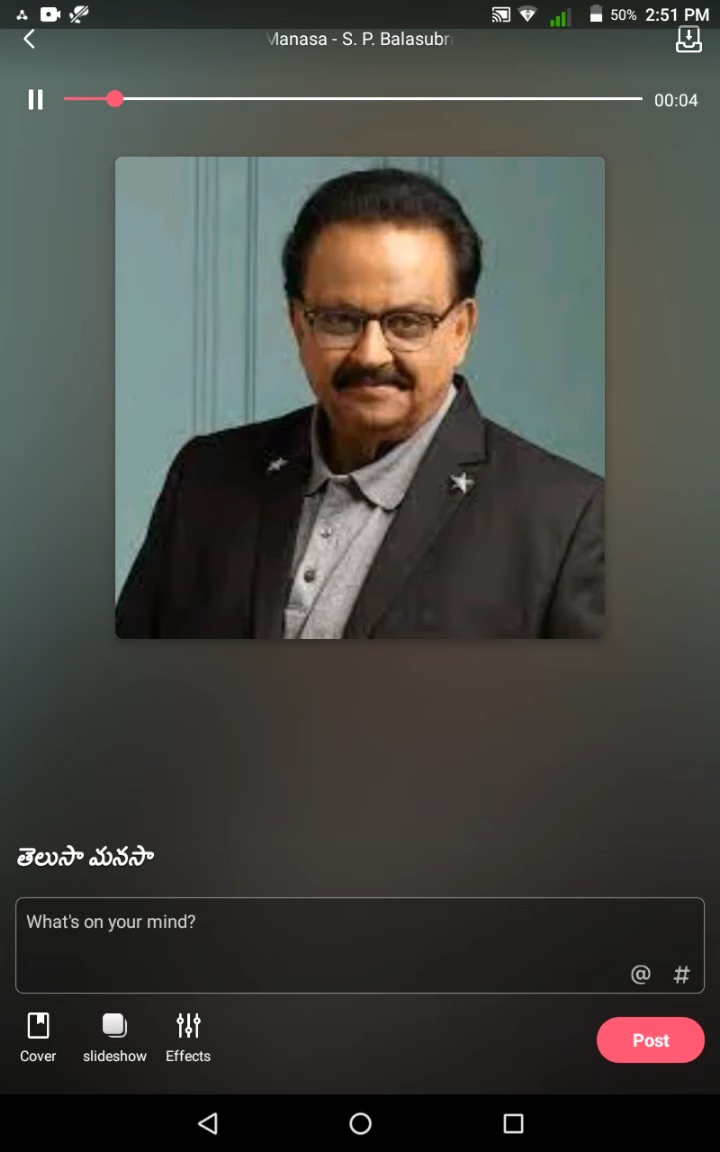 50% 2:51 PM
Manasa - S. P. Balasubr
00:04
తెలుసా మనసా
What's on your mind?
@ #
Cover slideshow Effects
Post